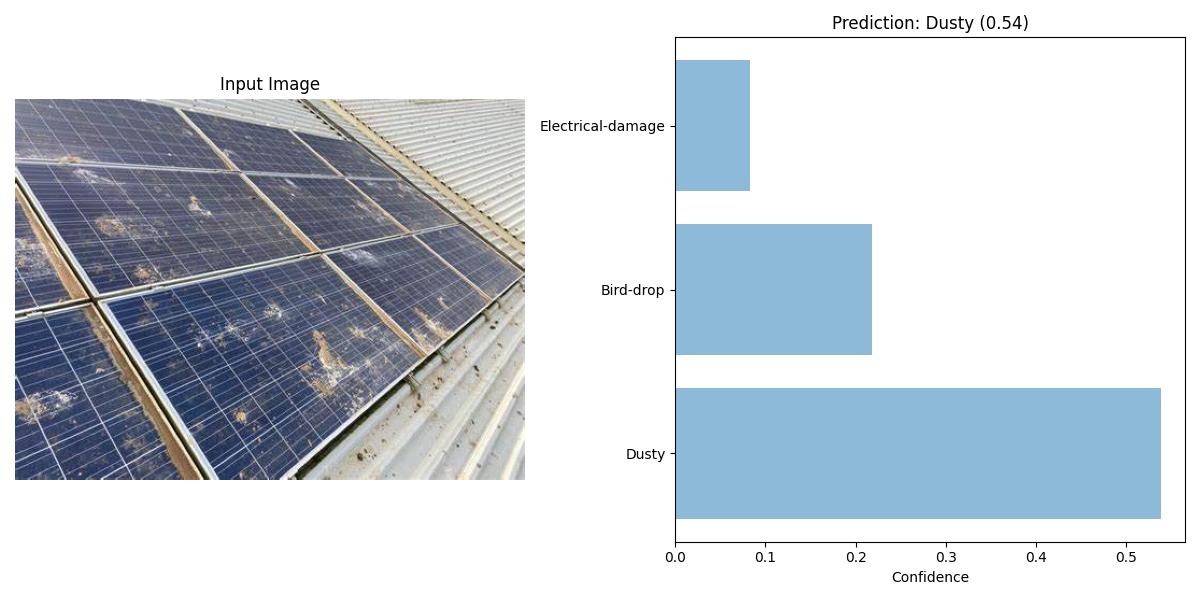 Input Image
Prediction: Dusty (0.54)
Electrical-damage
Bird-drop
Dusty
0.0 0.1 0.2 0.3 0.4 0.5
Confidence